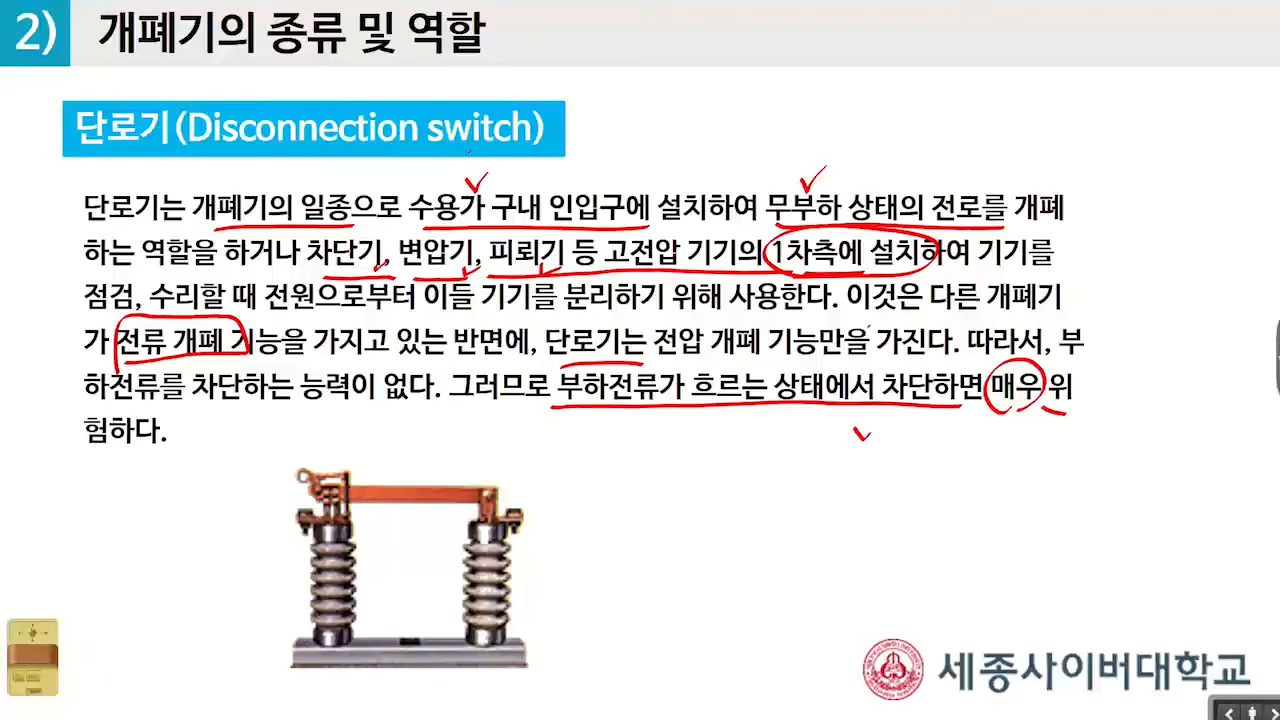 2) 개폐기의 종류 및 역할
단로기(Disconnection switch)
단로기는 개폐기의 일종으로 수용가 구내 인입구에 설치하여 무부하 상태의 전로를 개폐
하는 역할을 하거나 차단기, 변압기, 피뢰기 등 고전압 기기의 1차측에 설치하여 기기를
점검, 수리할 때 전원으로부터 이들 기기를 분리하기 위해 사용한다. 이것은 다른 개폐기
가 전류 개폐 기능을 가지고 있는 반면에, 단로기는 전압 개폐 기능만을 가진다. 따라서, 부
하전류를 차단하는 능력이 없다. 그러므로 부하전류가 흐르는 상태에서 차단하면 매우 위
험하다.
세종사이버대학교